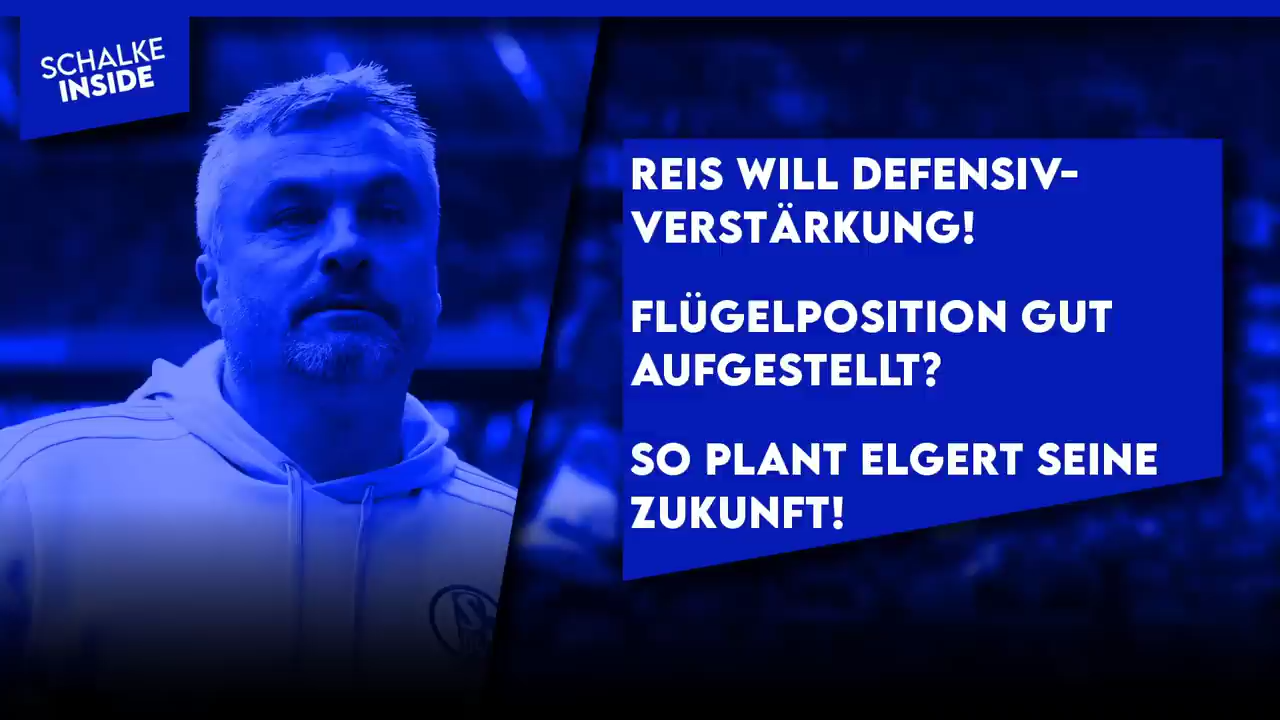 SCHALKE
INSIDE
REIS WILL DEFENSIV-
VERSTÄRKUNG!
FLÜGELPOSITION GUT
AUFGESTELLT?
SO PLANT ELGERT SEINE
ZUKUNFT!